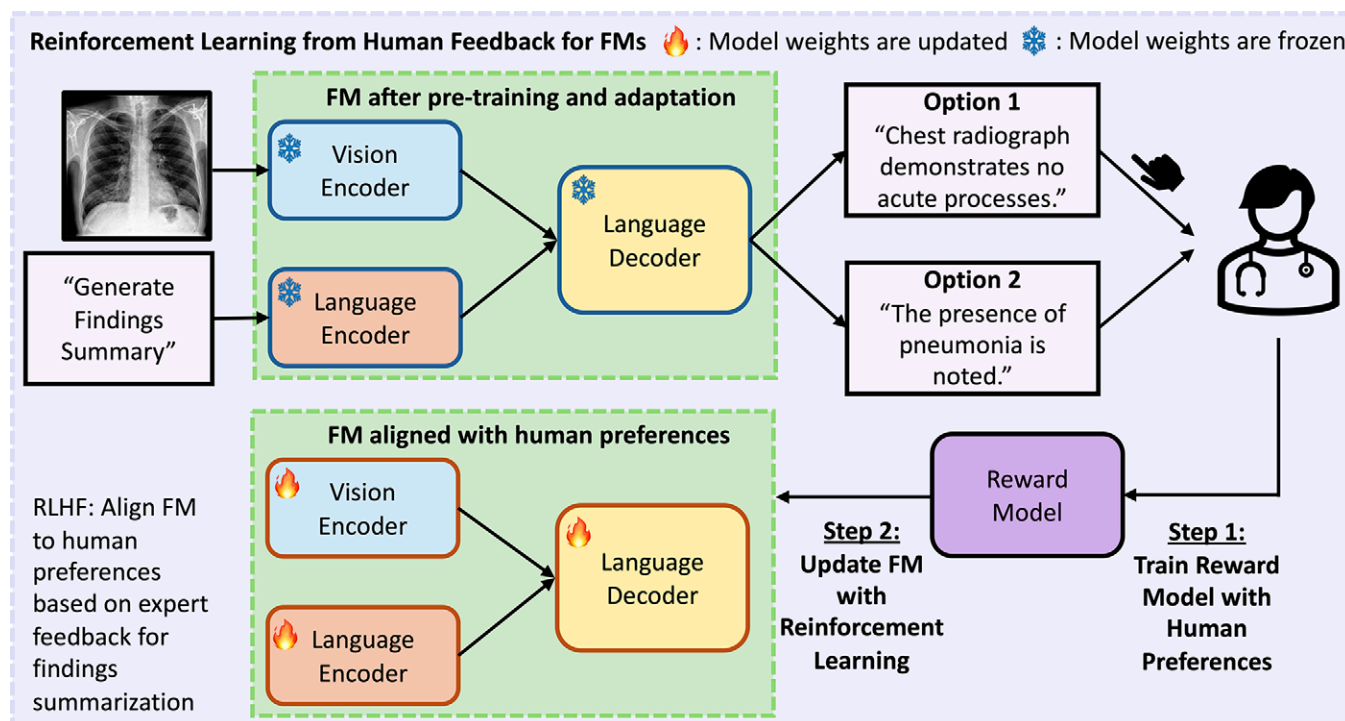 Reinforcement Learning from Human Feedback for FMs 🔥 : Model weights are updated ❄ : Model weights are frozen
FM after pre-training and adaptation
Vision
Encoder
Language
Encoder
Language
Decoder
“Generate
Findings
Summary”
Option 1
“Chest radiograph
demonstrates no
acute processes.”
Option 2
“The presence of
pneumonia is
noted.”
FM aligned with human preferences
Vision
Encoder
Language
Encoder
Language
Decoder
Reward
Model
Step 1:
Train Reward
Model with
Human
Preferences
Step 2:
Update FM
with
Reinforcement
Learning
RLHF: Align FM
to human
preferences
based on expert
feedback for
findings
summarization